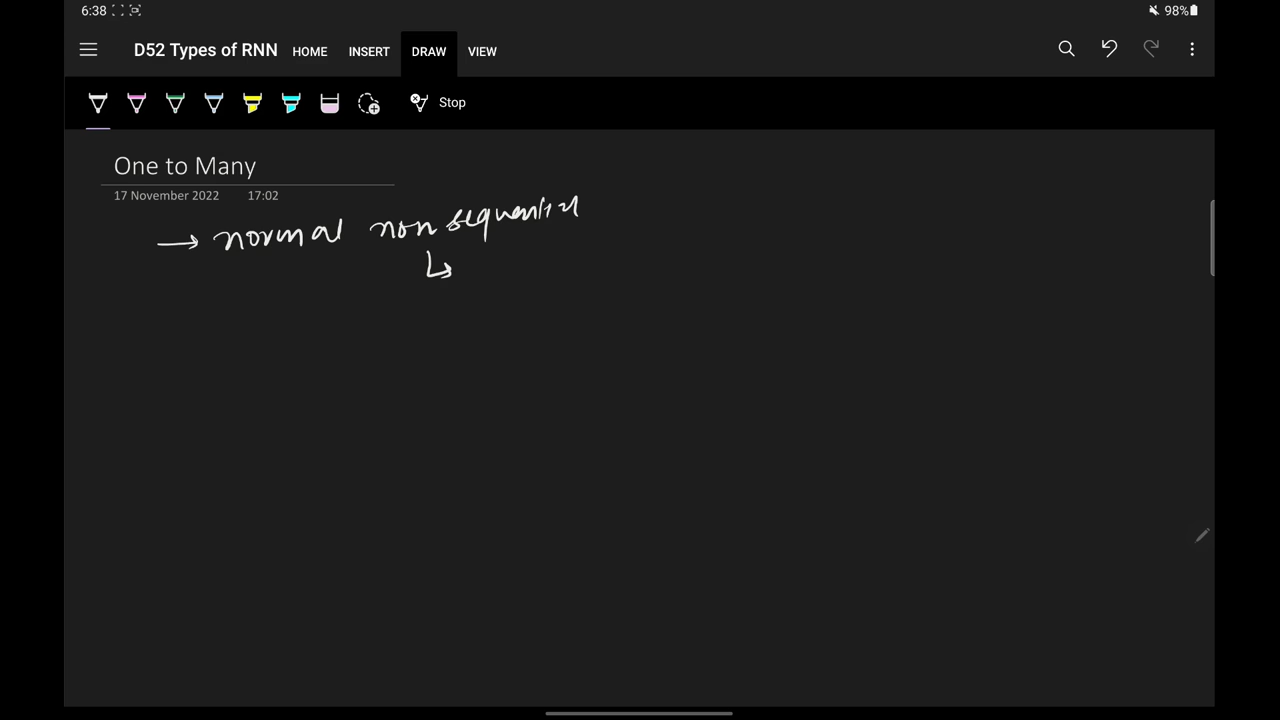 6:38 98%
D52 Types of RNN HOME INSERT DRAW VIEW
Stop
One to Many
17 November 2022 17:02
→ normal non sequential
↳